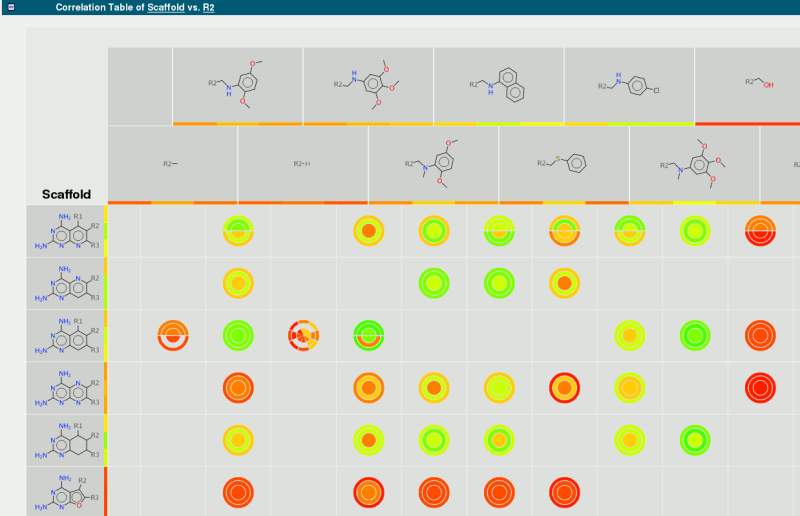 Correlation Table of Scaffold vs. R2
R2 N H O O
R2 N H O O O
R2 N H
R2 N H Cl
R2 OH
R2
R2-H
R2 N O O
R2 S
R2 N O O O
R2
Scaffold
NH2 R1 R2 R3 N N N H2N
NH2 N N N R2 R3 H2N
NH2 R1 R2 R3 N N H2N
NH2 N N N N R2 R3 H2N
NH2 R1 R2 R3 N N H2N
NH2 R2 R3 N N O H2N